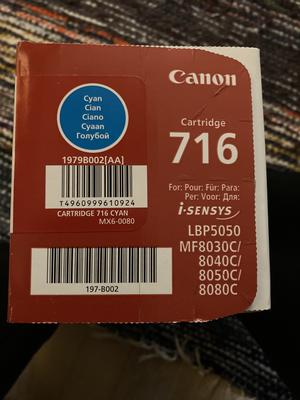 Canon
Cyan
Cian
Ciano
Cyaan
Голубой
1979B002[AA]
T4960999610924
CARTRIDGE 716 CYAN
MX6-0080
197-B002
Cartridge
716
For: Pour: Für: Para:
Per: Voor: Для:
i-SENSYS
LBP5050
MF8030C/
8040C/
8050C/
8080C